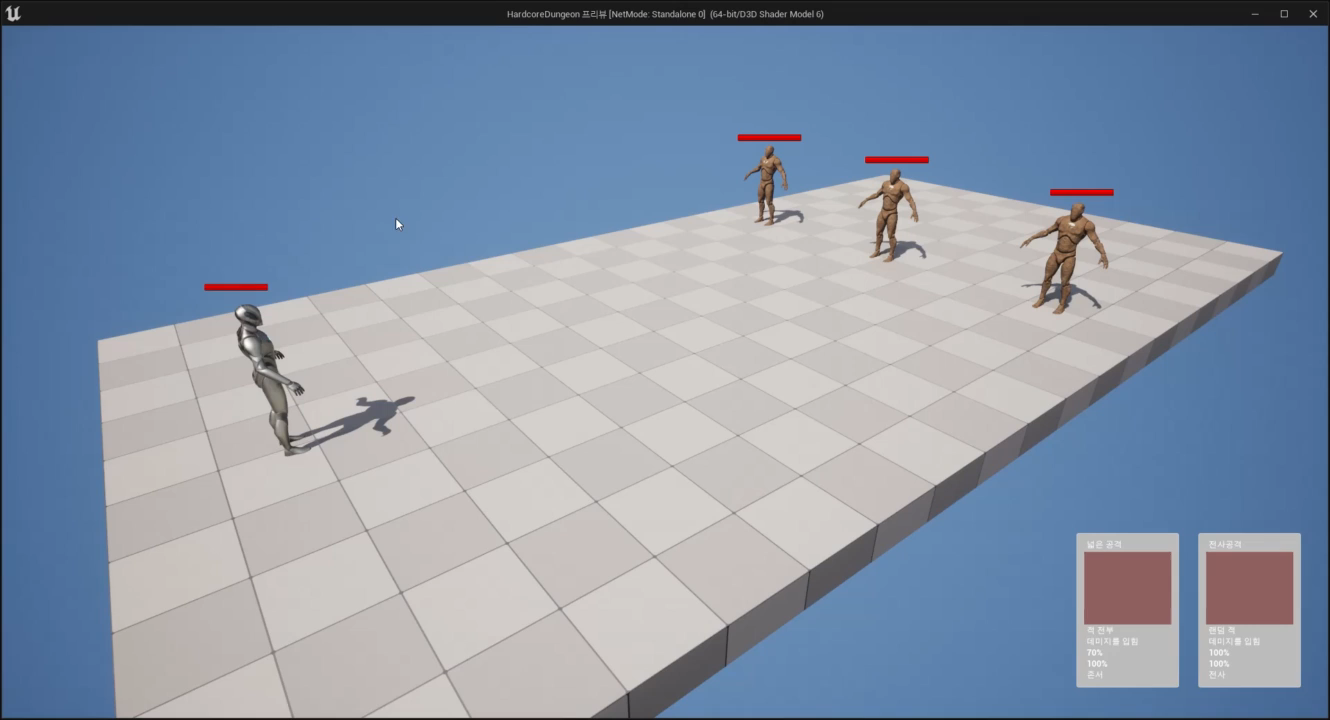 HardcoreDungeon 프리뷰 [NetMode: Standalone 0] (64-bit/D3D Shader Model 6)
넓은 공격
적 전부
데미지를 입힘
70%
100%
전사공격
랜덤 적
데미지를 입힘
100%
100%
전사